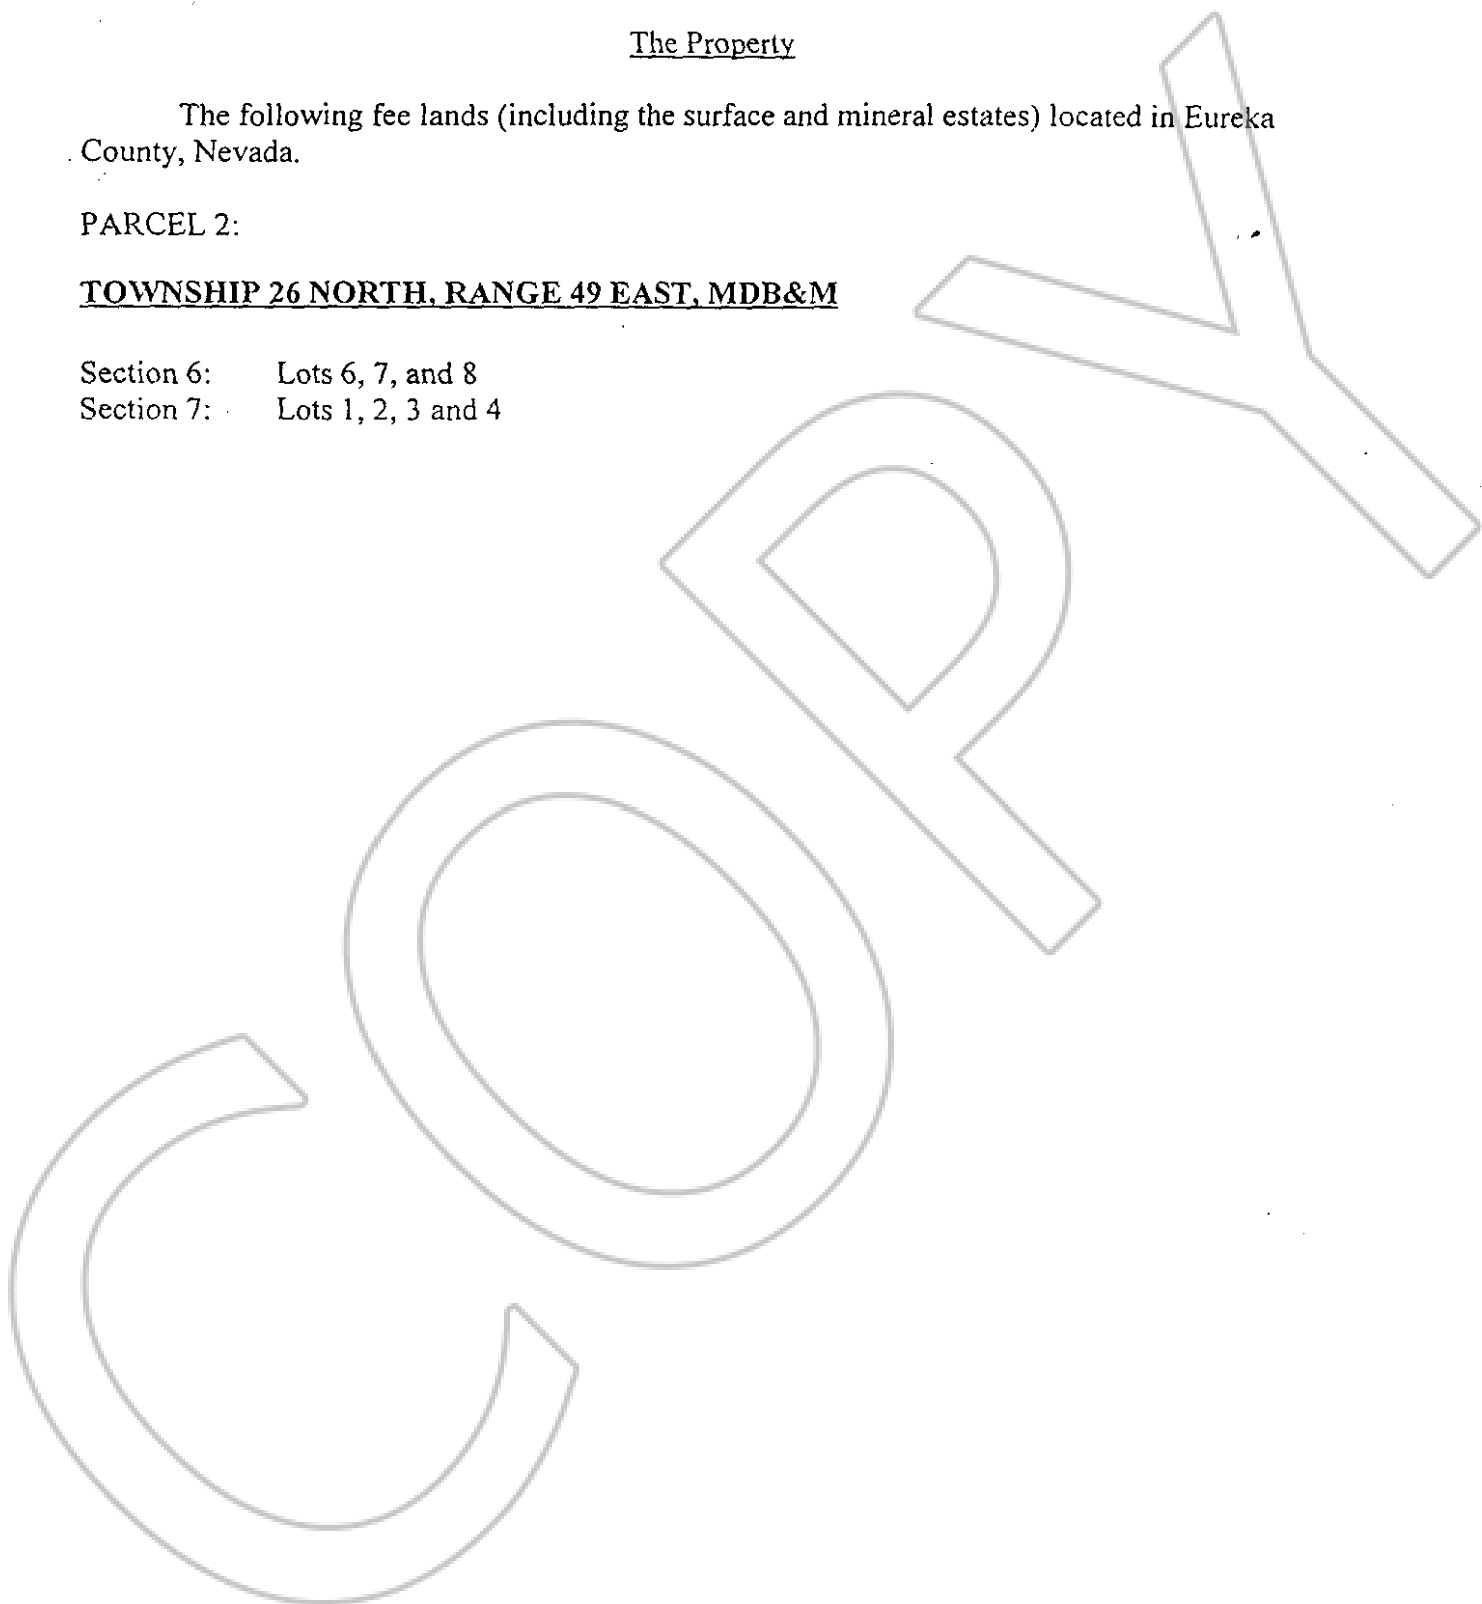 The Property
The following fee lands (including the surface and mineral estates) located in Eureka
County, Nevada.
PARCEL 2:
TOWNSHIP 26 NORTH, RANGE 49 EAST, MDB&M
Section 6: Lots 6, 7, and 8
Section 7: Lots 1, 2, 3 and 4
COPY